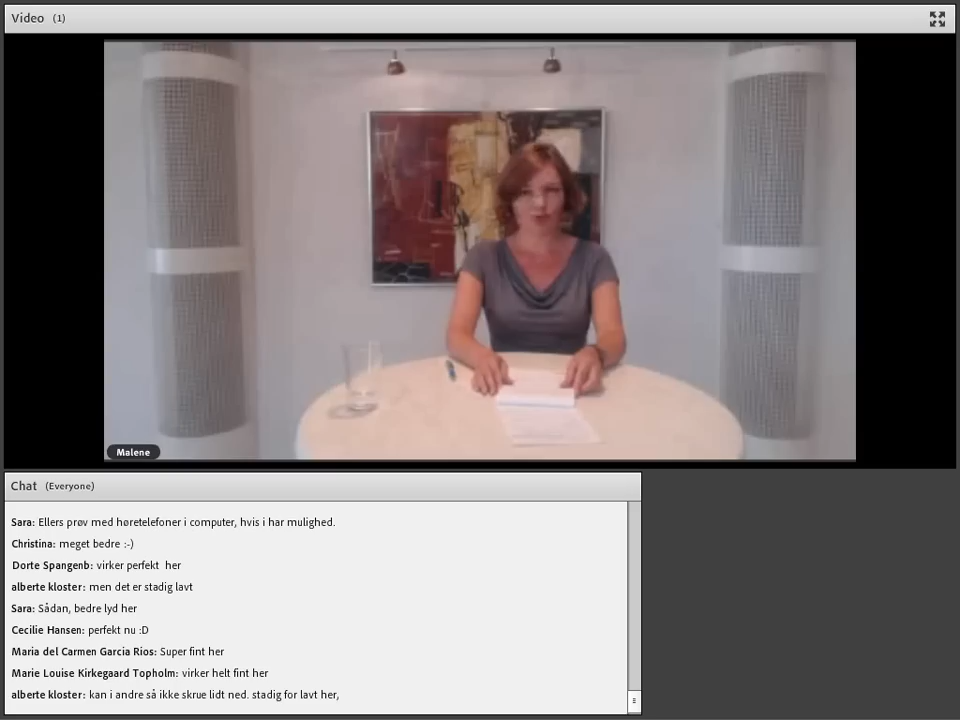 Video (1)
Malene
Chat (Everyone)
Sara: Ellers prøv med høretelefoner i computer, hvis i har mulighed.
Christina: meget bedre :-)
Dorte Spangenb: virker perfekt her
alberte kloster: men det er stadig lavt
Sara: Sådan, bedre lyd her
Cecilie Hansen: perfekt nu :D
Maria del Carmen Garcia Rios: Super fint her
Marie Louise Kirkegaard Topholm: virker helt fint her
alberte kloster: kan i andre så ikke skrue lidt ned. stadig for lavt her,